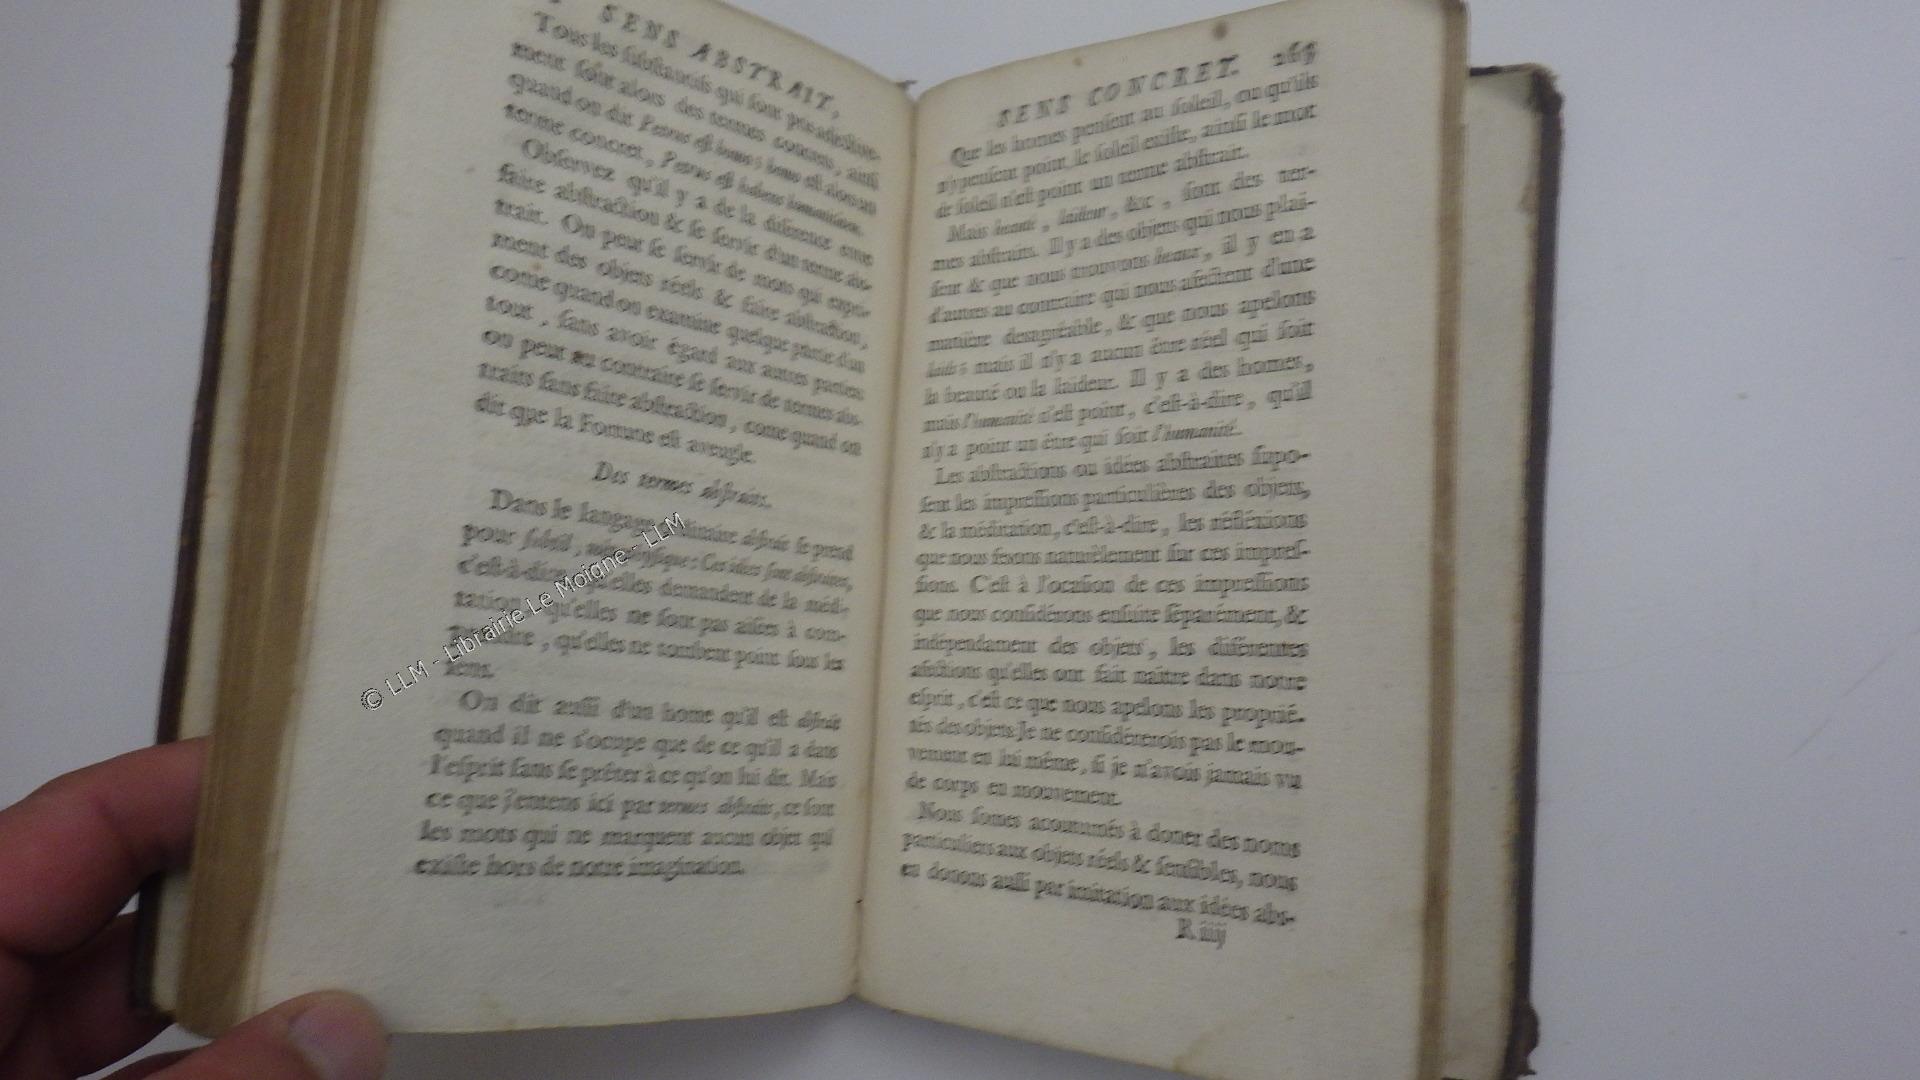 SENS ABSTRAIT,
Tous les ſubſtantifs qui ſont pris adjective-
ment ſont alors des termes concrets, ainſi
quand on dit Petrus eſt homo; homo eſt alors un
terme concret, Petrus eſt habens humanitatem.
Obſervez qu'il y a de la diférence entre
faire abſtraction & ſe ſervir d'un terme abſ-
trait. On peut ſe ſervir de mots qui expri-
ment des objets réels & faire abſtraction,
come quand on examine quelque partie d'un
tout, ſans avoir égard aux autres parties:
on peut au contraire ſe ſervir de termes abſ-
traits ſans faire abſtraction, come quand on
dit que la Fortune eſt aveugle.
Des termes abſtraits.
Dans le langage ordinaire abſtrait ſe prend
pour ſubtil, métaphyſique: Ces idées ſont abſtraites,
c'eſt-à-dire qu'elles demandent de la médi-
tation, qu'elles ne ſont pas aiſées à com-
prendre, qu'elles ne tombent point ſous les
ſens.
On dit auſſi d'un home qu'il eſt abſtrait
quand il ne s'ocupe que de ce qu'il a dans
l'eſprit ſans ſe prêter à ce qu'on lui dit. Mais
ce que j'entens ici par termes abſtraits, ce ſont
les mots qui ne marquent aucun objet qui
exiſte hors de notre imagination.
SENS CONCRET.
Que les homes penſent au ſoleil, ou qu'ils
n'y penſent point, le ſoleil exiſte, ainſi le mot
de ſoleil n'eſt point un terme abſtrait.
Mais beauté, laideur, &c, ſont des ter-
mes abſtraits. Il y a des objets qui nous plai-
ſent & que nous trouvons beaux, il y en a
d'autres au contraire qui nous afectent d'une
manière desagréable, & que nous apelons
laids; mais il n'y a aucun être réel qui ſoit
la beauté ou la laideur. Il y a des homes,
mais l'humanité n'eſt point, c'eſt-à-dire, qu'il
n'y a point un être qui ſoit l'humanité.
Les abſtractions ou idées abſtraites ſupo-
ſent les impreſſions particulières des objets,
& la méditation, c'eſt-à-dire, les réfléxions
que nous feſons naturèlement ſur ces impreſ-
ſions. C'eſt à l'ocaſion de ces impreſſions
que nous conſidérons enſuite ſéparément, &
indépendament des objets, les diférentes
afections qu'elles ont fait naitre dans notre
eſprit, c'eſt ce que nous apelons les proprié-
tés des objets: Je ne conſidérerois pas le mou-
vement en lui même, ſi je n'avois jamais vu
de corps en mouvement.
Nous ſomes acoutumés à doner des noms
particuliers aux objets réels & ſenſibles, nous
en donons auſſi par imitation aux idées abs-
R iiij
© LLM - Librairie Le Moigne - LLM